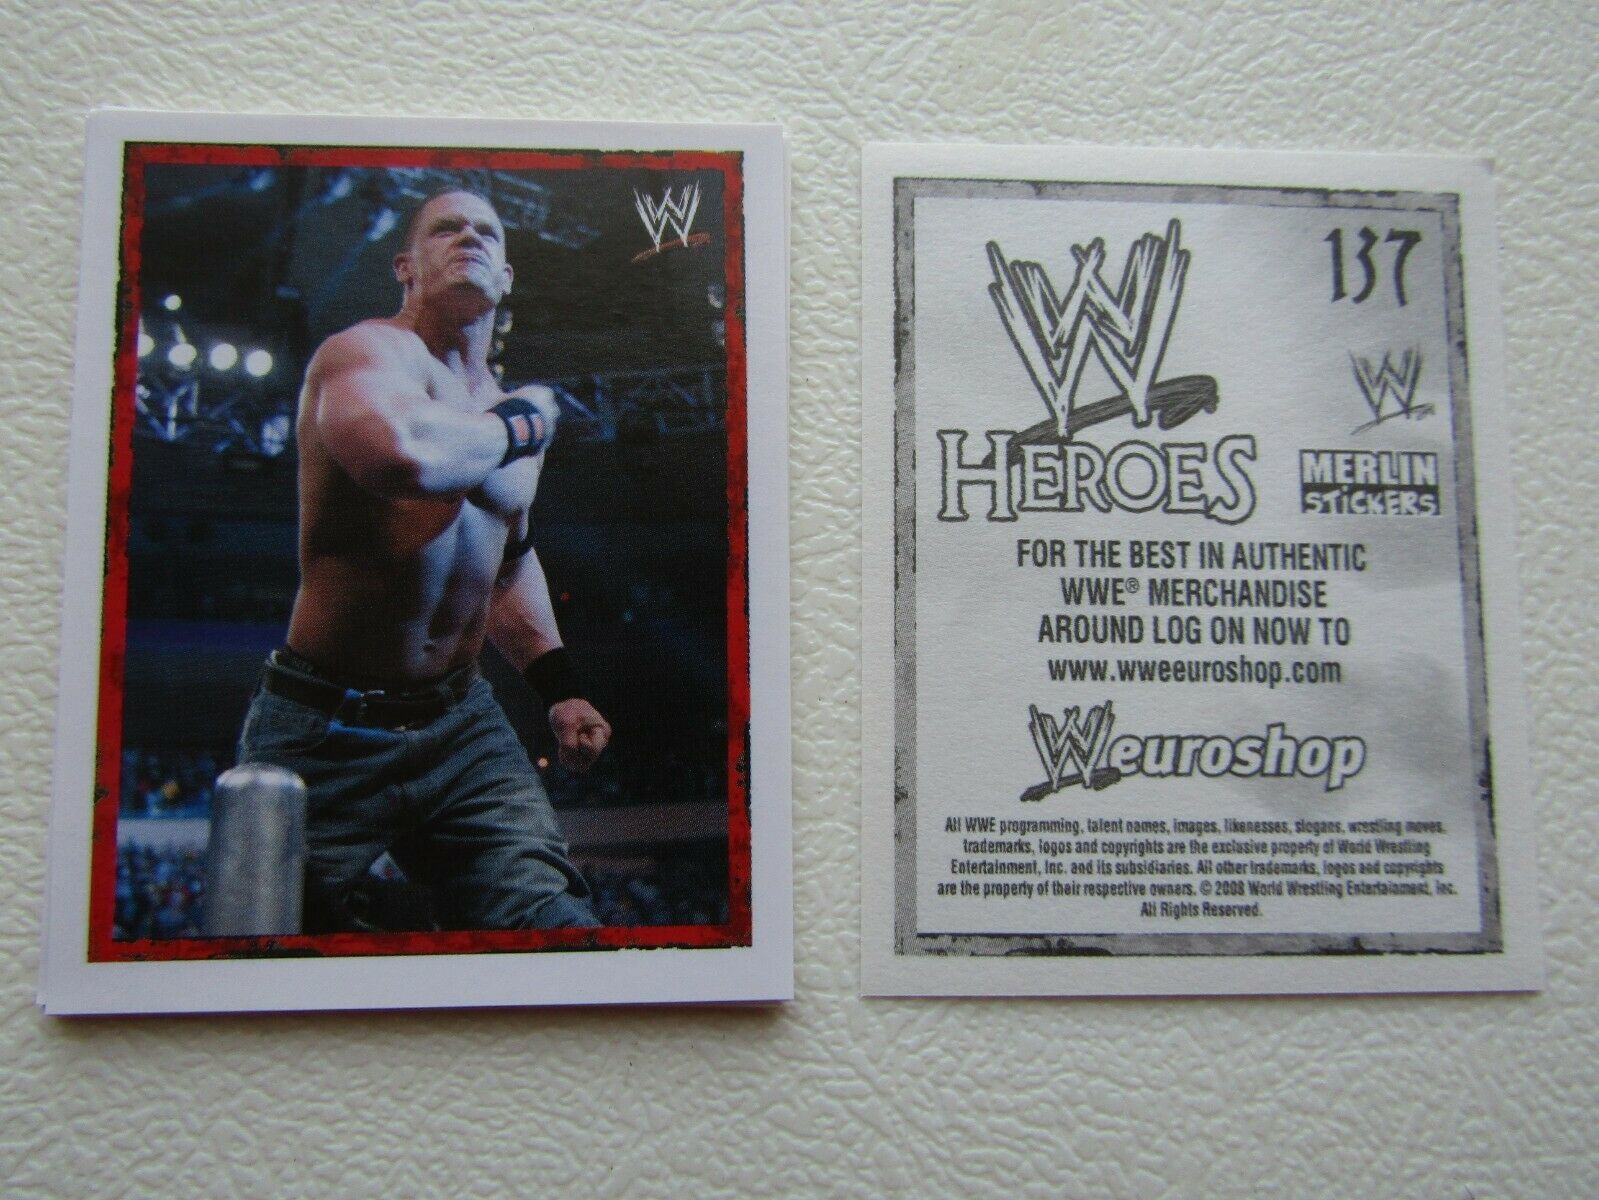 W
W
137
W
HEROES
MERLIN
STICKERS
FOR THE BEST IN AUTHENTIC
WWE® MERCHANDISE
AROUND LOG ON NOW TO
www.wweeuroshop.com
W euroshop
All WWE programming, talent names, images, likenesses, slogans, wrestling moves,
trademarks, logos and copyrights are the exclusive property of World Wrestling
Entertainment, Inc. and its subsidiaries. All other trademarks, logos and copyrights
are the property of their respective owners. © 2008 World Wrestling Entertainment, Inc.
All Rights Reserved.